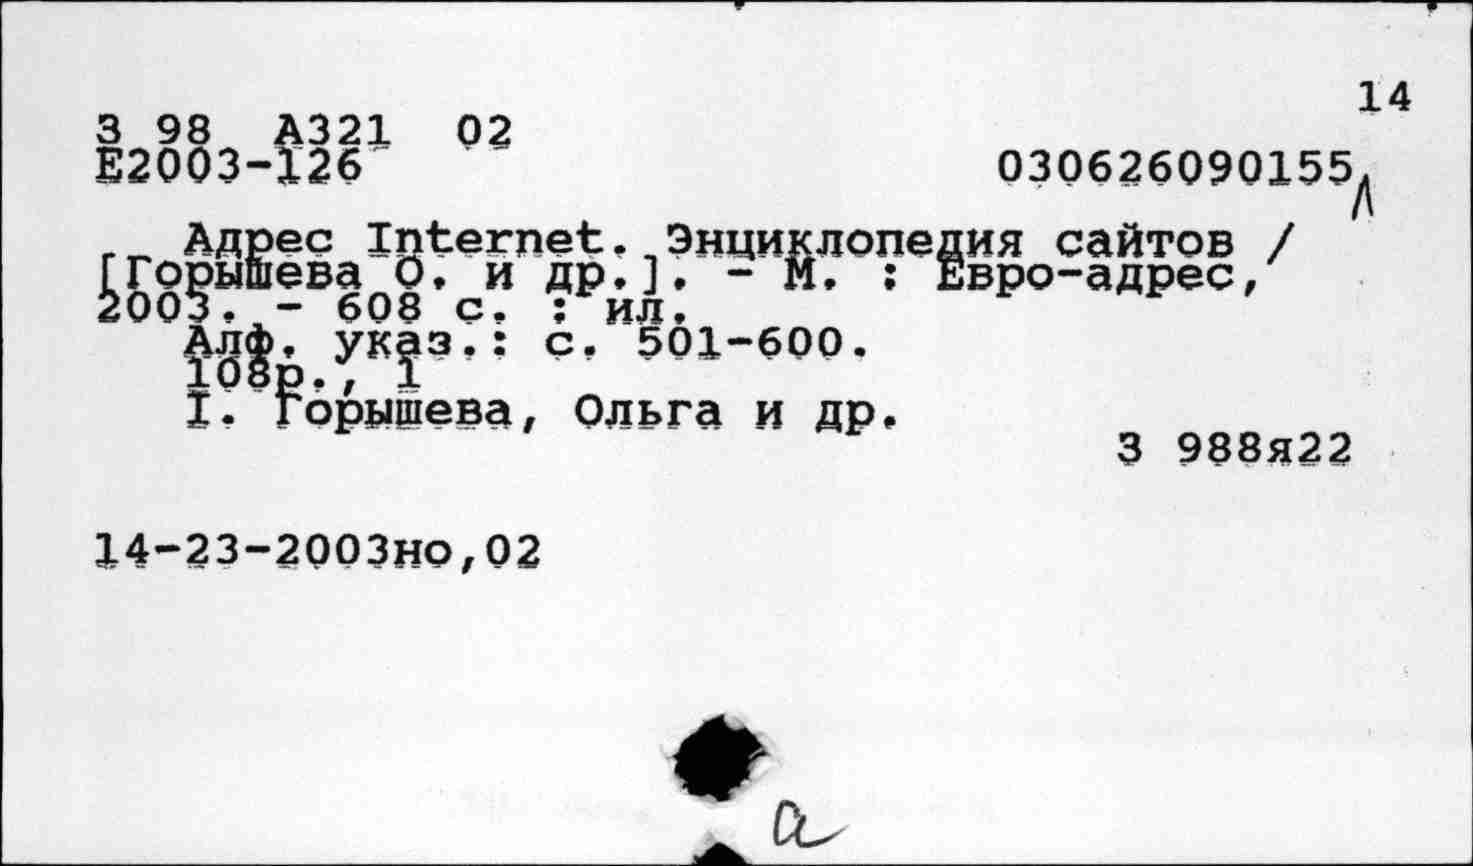 14
З 98 А321 02
Е2003-126 030626090155Л
Адрес Internet. Энциклопедия сайтов /
[Горышева О. и др.]. - М. : Евро-адрес,
2003. - 608 с. : ил.
Алф. указ.: с. 501-600.
108р., 1
I. Горышева, Ольга и др.
З 988я22
14-23-2003но,02
а